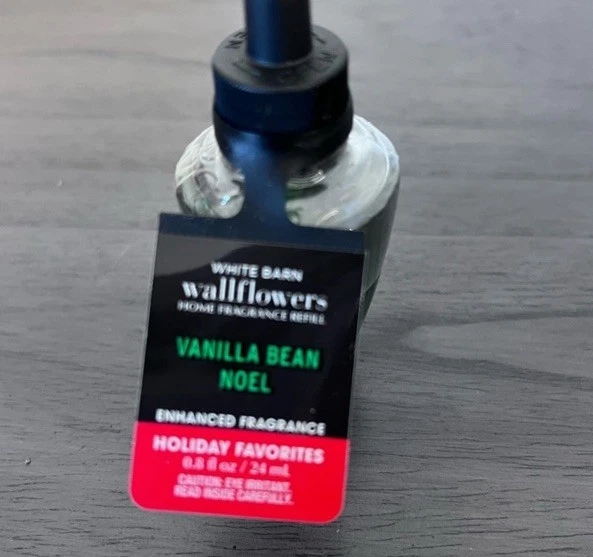 WHITE BARN
wallflowers
HOME FRAGRANCE REFILL
VANILLA BEAN
NOEL
ENHANCED FRAGRANCE
HOLIDAY FAVORITES
0.8 fl oz / 24 mL
CAUTION: EYE IRRITANT.
READ INSIDE CAREFULLY.